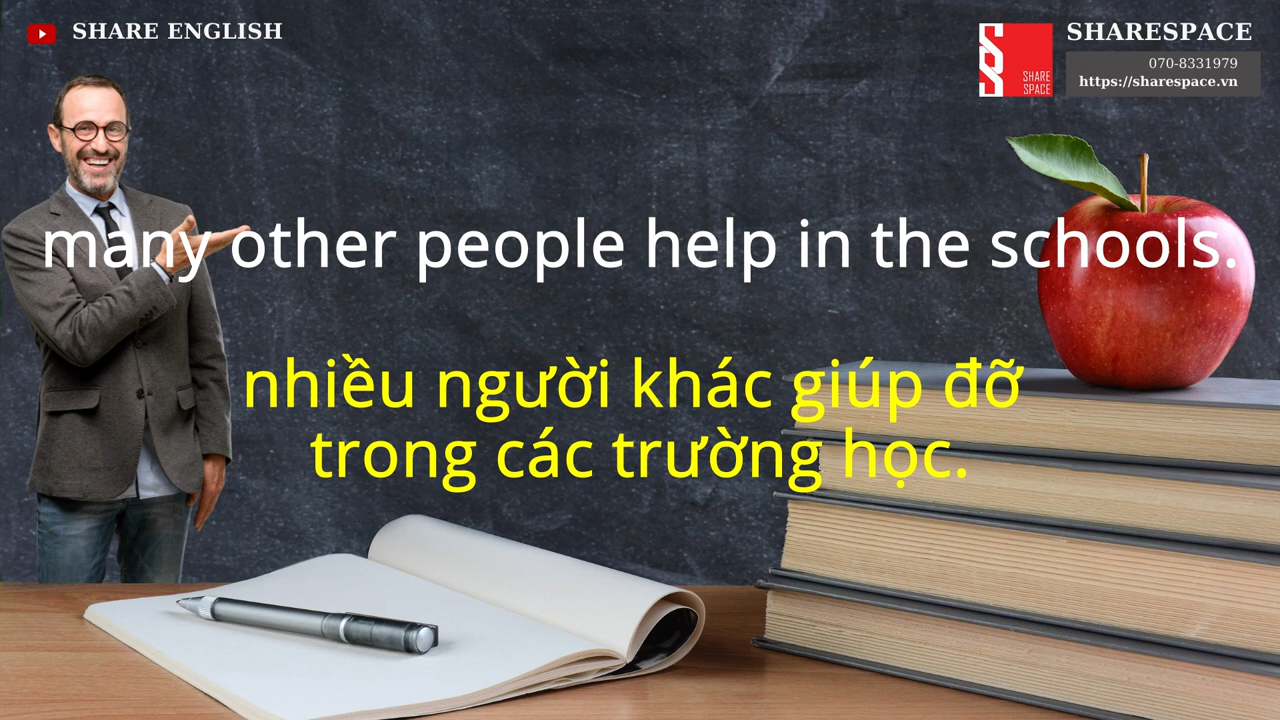 SHARE ENGLISH
SHARESPACE
070-8331979
https://sharespace.vn
SHARE
SPACE
many other people help in the schools.
nhiều người khác giúp đỡ
trong các trường học.